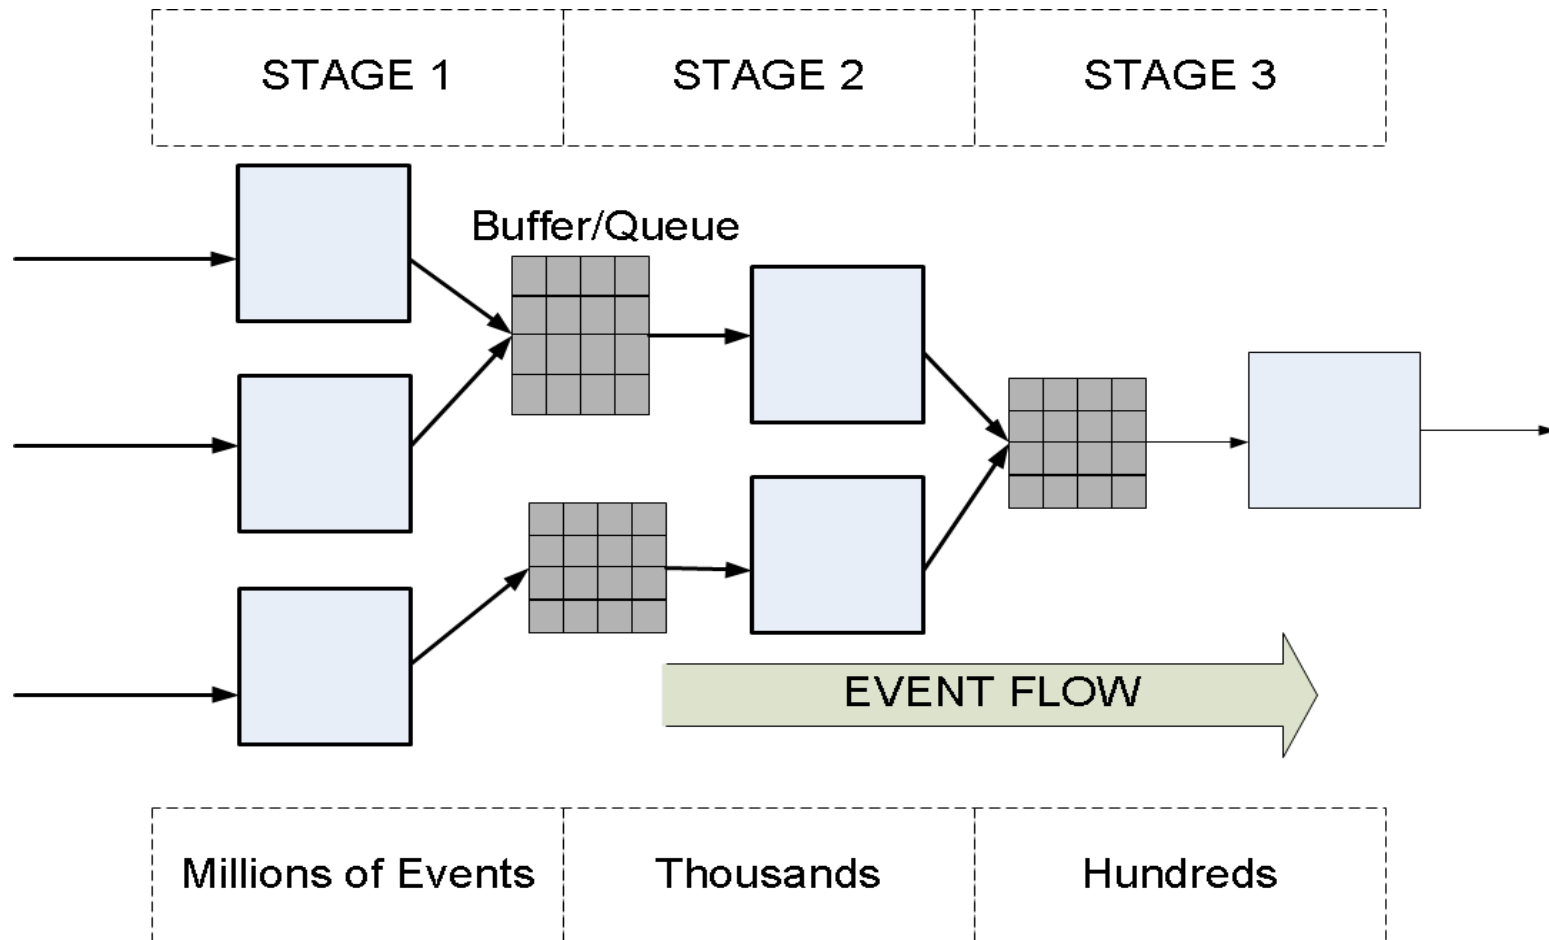 STAGE 1
STAGE 2
STAGE 3
Buffer/Queue
EVENT FLOW
Millions of Events
Thousands
Hundreds